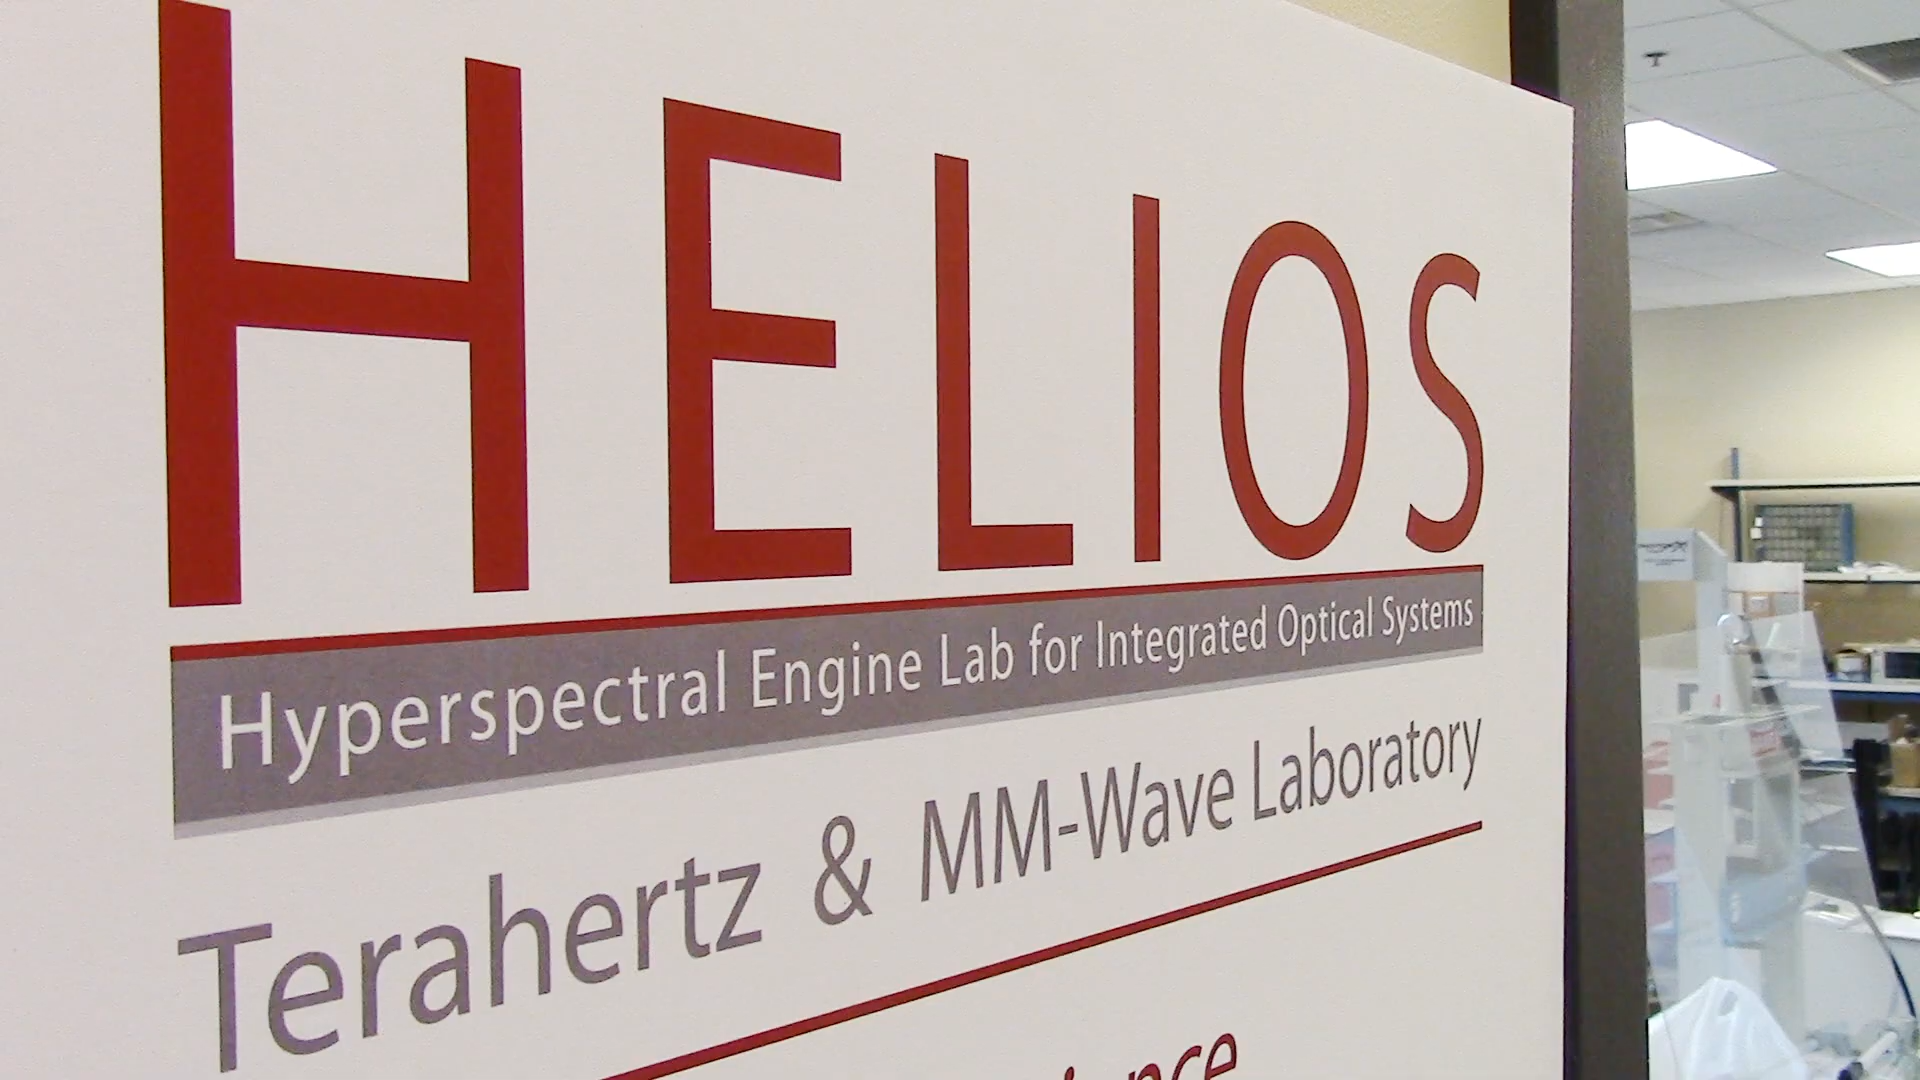 HELIOS
Hyperspectral Engine Lab for Integrated Optical Systems
Terahertz & MM-Wave Laboratory